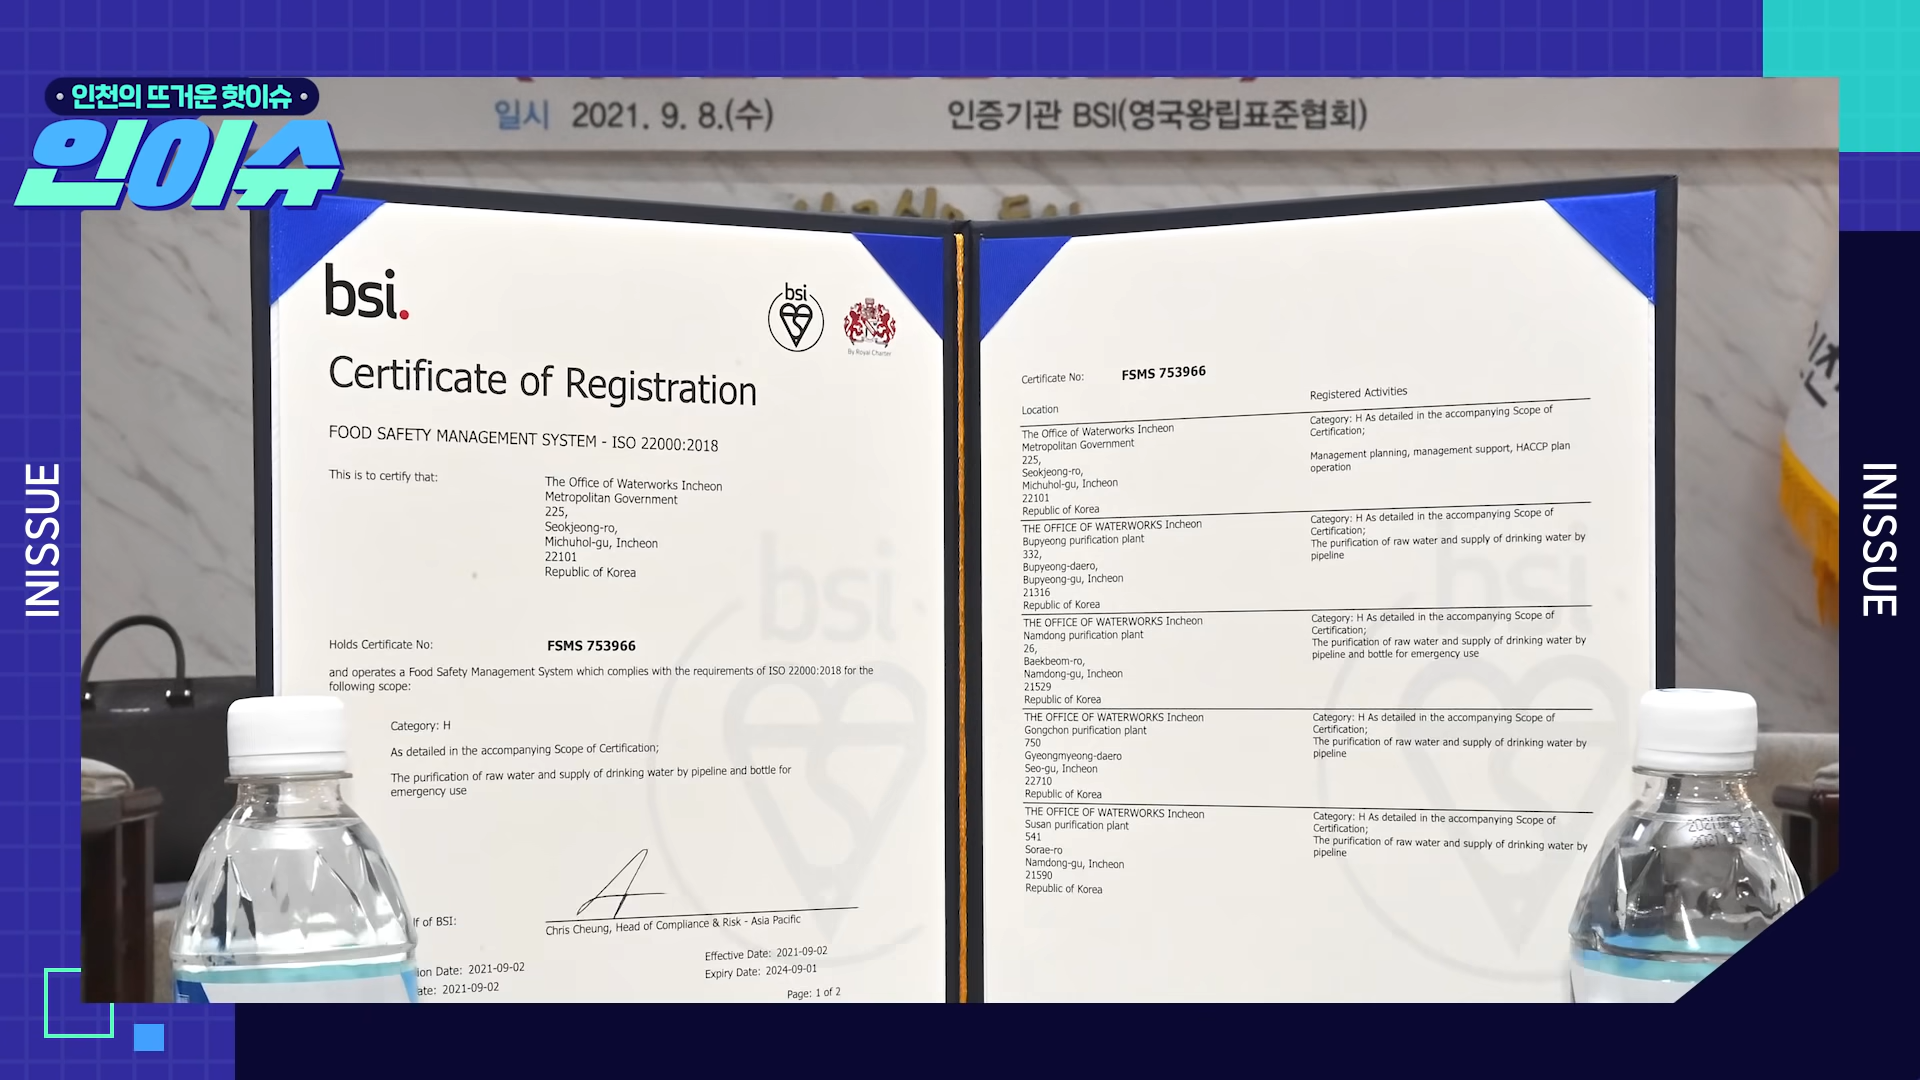 인천의 뜨거운 핫이슈
인이슈
일시 2021. 9. 8.(수)
인증기관 BSI(영국왕립표준협회)
INISSUE
INISSUE
bsi.
bsi
By Royal Charter
Certificate of Registration
FOOD SAFETY MANAGEMENT SYSTEM - ISO 22000:2018
This is to certify that:
The Office of Waterworks Incheon
Metropolitan Government
225,
Seokjeong-ro,
Michuhol-gu, Incheon
22101
Republic of Korea
Holds Certificate No:
FSMS 753966
and operates a Food Safety Management System which complies with the requirements of ISO 22000:2018 for the
following scope:
Category: H
As detailed in the accompanying Scope of Certification;
The purification of raw water and supply of drinking water by pipeline and bottle for
emergency use
of BSI:
Chris Cheung, Head of Compliance & Risk - Asia Pacific
Date: 2021-09-02
2021-09-02
Effective Date: 2021-09-02
Expiry Date: 2024-09-01
Page: 1 of 2
bsi
Certificate No:
FSMS 753966
Location
Registered Activities
The Office of Waterworks Incheon
Metropolitan Government
225,
Seokjeong-ro,
Michuhol-gu, Incheon
22101
Republic of Korea
Category: H As detailed in the accompanying Scope of
Certification;
Management planning, management support, HACCP plan
operation
THE OFFICE OF WATERWORKS Incheon
Bupyeong purification plant
332,
Bupyeong-daero,
Bupyeong-gu, Incheon
21316
Republic of Korea
Category: H As detailed in the accompanying Scope of
Certification;
The purification of raw water and supply of drinking water by
pipeline
THE OFFICE OF WATERWORKS Incheon
Namdong purification plant
26,
Baekbeom-ro,
Namdong-gu, Incheon
21529
Republic of Korea
Category: H As detailed in the accompanying Scope of
Certification;
The purification of raw water and supply of drinking water by
pipeline and bottle for emergency use
THE OFFICE OF WATERWORKS Incheon
Gongchon purification plant
750
Gyeongmyeong-daero
Seo-gu, Incheon
22710
Republic of Korea
Category: H As detailed in the accompanying Scope of
Certification;
The purification of raw water and supply of drinking water by
pipeline
THE OFFICE OF WATERWORKS Incheon
Susan purification plant
541
Sorae-ro
Namdong-gu, Incheon
21590
Republic of Korea
Category: H As detailed in the accompanying Scope of
Certification;
The purification of raw water and supply of drinking water by
pipeline
bsi